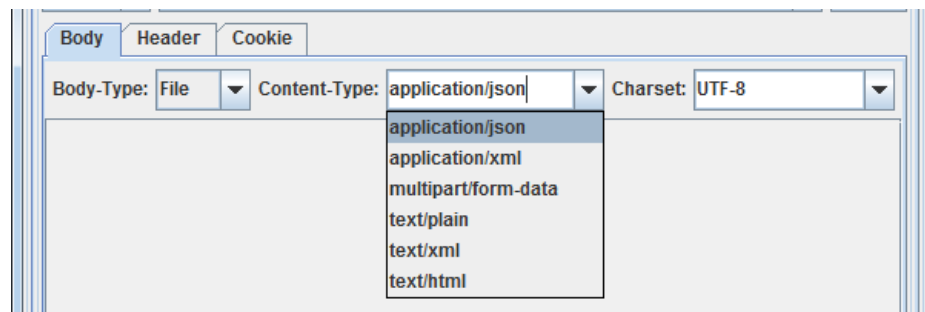 Body Header Cookie
Body-Type: File Content-Type: application/json Charset: UTF-8
application/json
application/xml
multipart/form-data
text/plain
text/xml
text/html